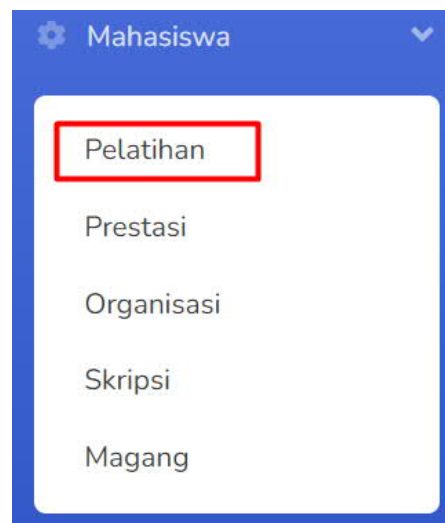 Mahasiswa
Pelatihan
Prestasi
Organisasi
Skripsi
Magang